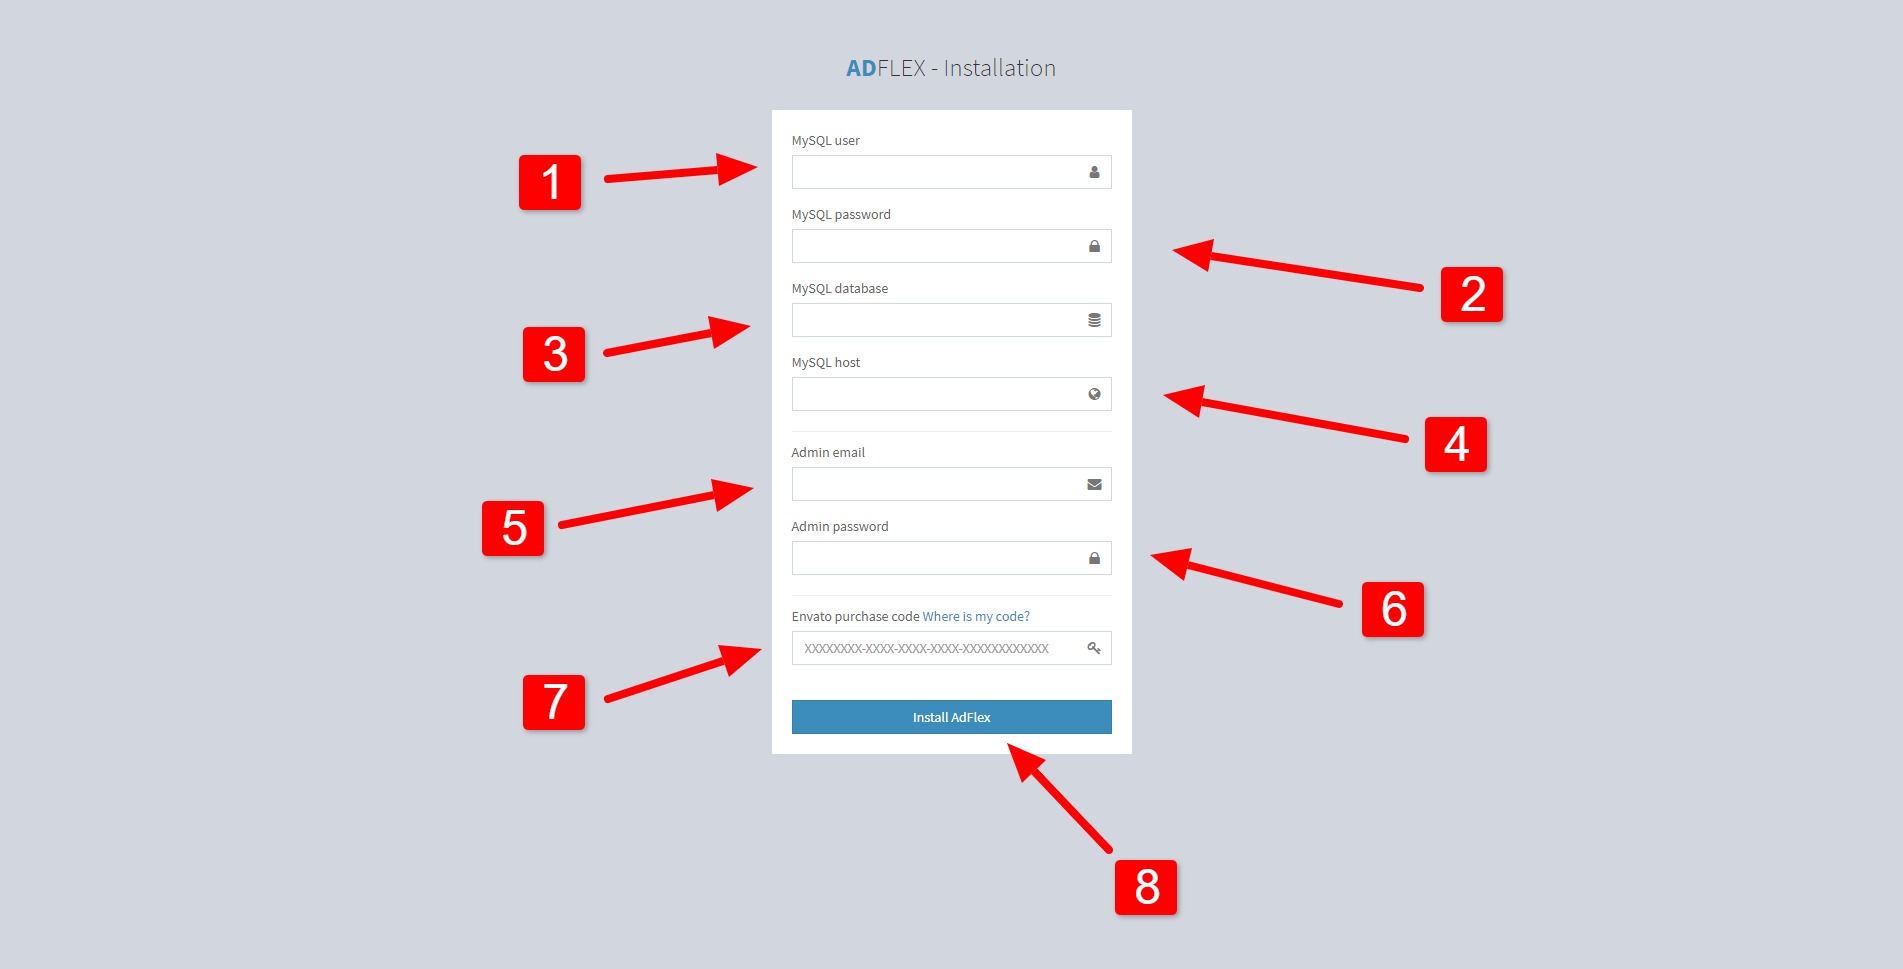 ADFLEX - Installation
MySQL user
1
MySQL password
2
MySQL database
3
MySQL host
4
Admin email
5
Admin password
6
Envato purchase code Where is my code?
XXXXXXXX-XXXX-XXXX-XXXX-XXXXXXXXXXXX
7
Install AdFlex
8